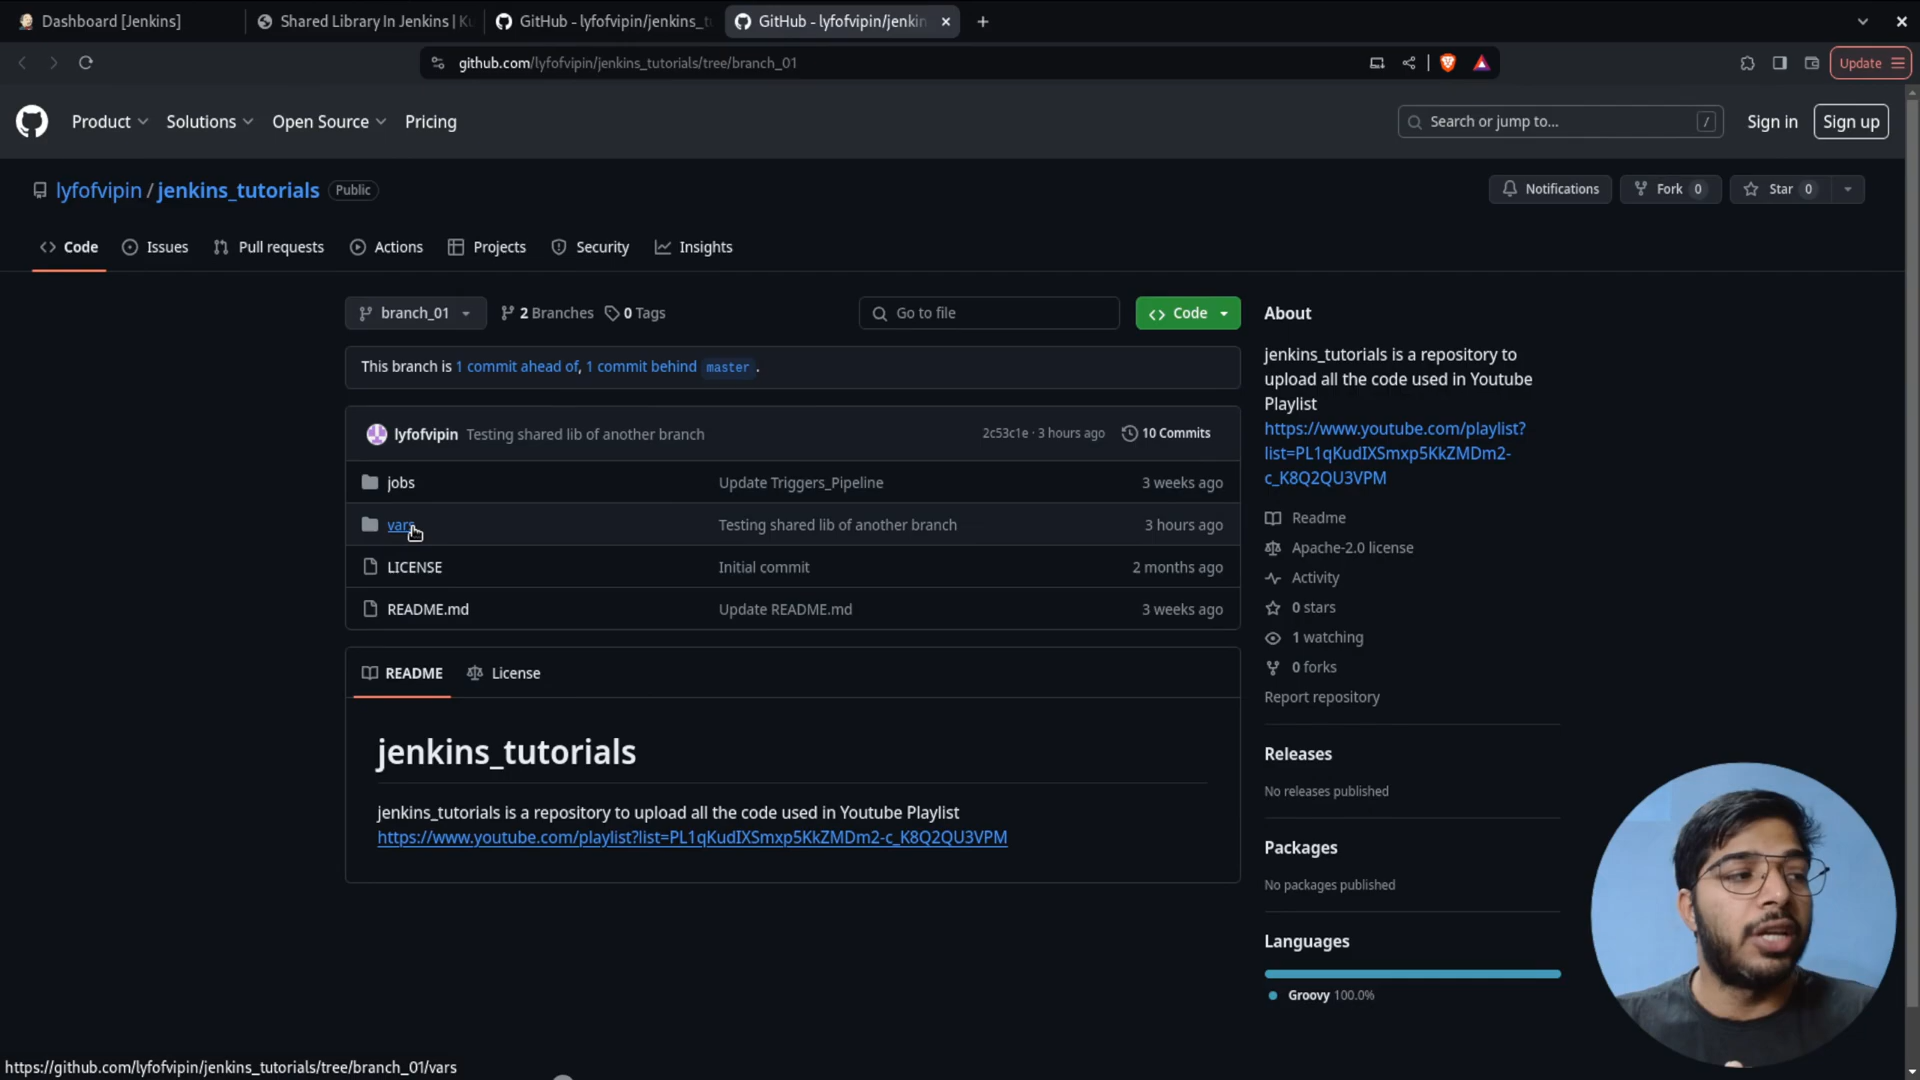 Dashboard [Jenkins]
Shared Library In Jenkins | Ku
GitHub - lyfofvipin/jenkins_t
GitHub - lyfofvipin/jenkin
github.com/lyfofvipin/jenkins_tutorials/tree/branch_01
Update
Product
Solutions
Open Source
Pricing
Search or jump to...
/
Sign in
Sign up
lyfofvipin / jenkins_tutorials
Public
Notifications
Fork 0
Star 0
Code
Issues
Pull requests
Actions
Projects
Security
Insights
branch_01
2 Branches
0 Tags
Go to file
Code
This branch is 1 commit ahead of, 1 commit behind master .
lyfofvipin Testing shared lib of another branch
2c53c1e · 3 hours ago
10 Commits
jobs
Update Triggers_Pipeline
3 weeks ago
vars
Testing shared lib of another branch
3 hours ago
LICENSE
Initial commit
2 months ago
README.md
Update README.md
3 weeks ago
README
License
jenkins_tutorials
jenkins_tutorials is a repository to upload all the code used in Youtube Playlist
https://www.youtube.com/playlist?list=PL1qKudIXSmxp5KkZMDm2-c_K8Q2QU3VPM
About
jenkins_tutorials is a repository to
upload all the code used in Youtube
Playlist
https://www.youtube.com/playlist?
list=PL1qKudIXSmxp5KkZMDm2-
c_K8Q2QU3VPM
Readme
Apache-2.0 license
Activity
0 stars
1 watching
0 forks
Report repository
Releases
No releases published
Packages
No packages published
Languages
Groovy 100.0%
https://github.com/lyfofvipin/jenkins_tutorials/tree/branch_01/vars